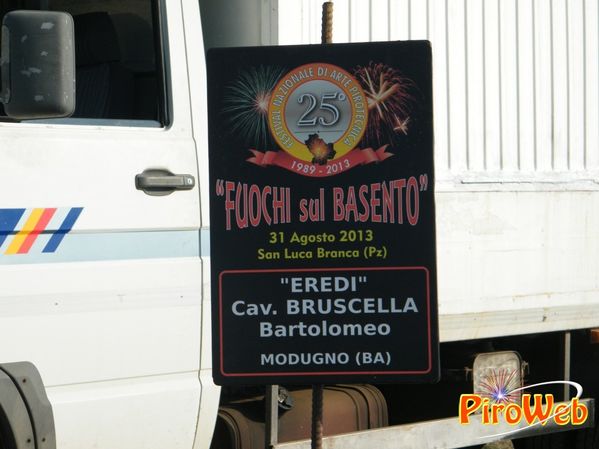 FESTIVAL NAZIONALE DI ARTE PIROTECNICA
25°
1989 - 2013
"FUOCHI sul BASENTO"
31 Agosto 2013
San Luca Branca (Pz)
"EREDI"
Cav. BRUSCELLA
Bartolomeo
MODUGNO (BA)
PiroWeb